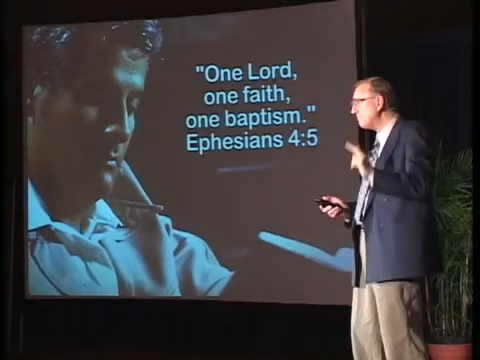 "One Lord,
one faith,
one baptism."
Ephesians 4:5